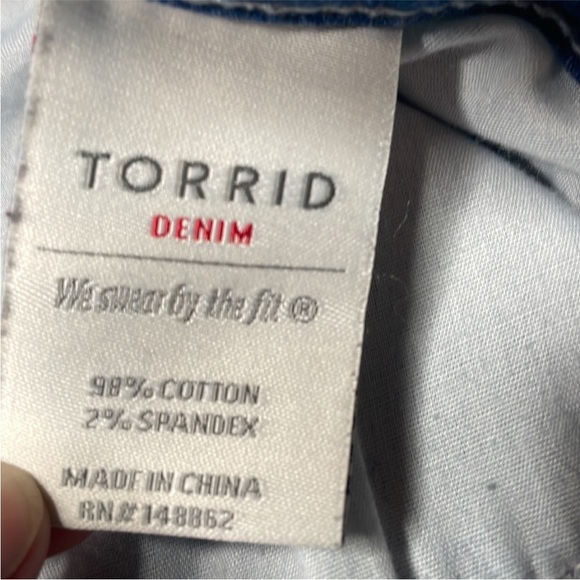 TORRID
DENIM
We swear by the fit ®
98% COTTON
2% SPANDEX
MADE IN CHINA
RN# 148862